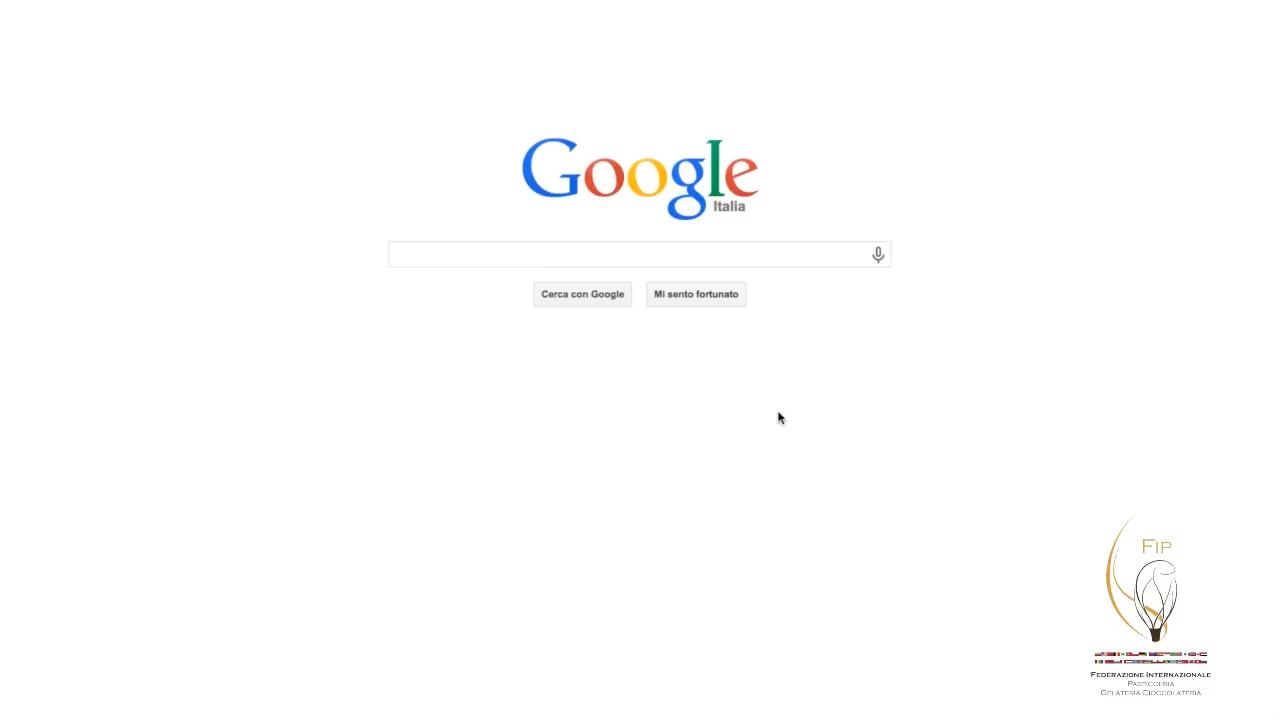 Google
Italia
Cerca con Google
Mi sento fortunato
FIP
FEDERAZIONE INTERNAZIONALE
PASTICCERIA
GELATERIA CIOCCOLATERIA